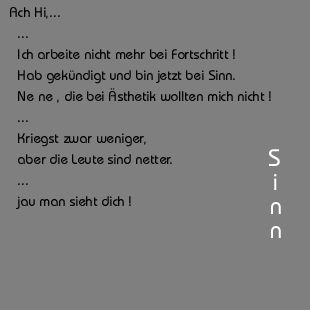 Ach Hi,...
...
Ich arbeite nicht mehr bei Fortschritt !
Hab gekündigt und bin jetzt bei Sinn.
Ne ne , die bei Ästhetik wollten mich nicht !
...
Kriegst zwar weniger,
aber die Leute sind netter.
...
jau man sieht dich !
S
i
n
n